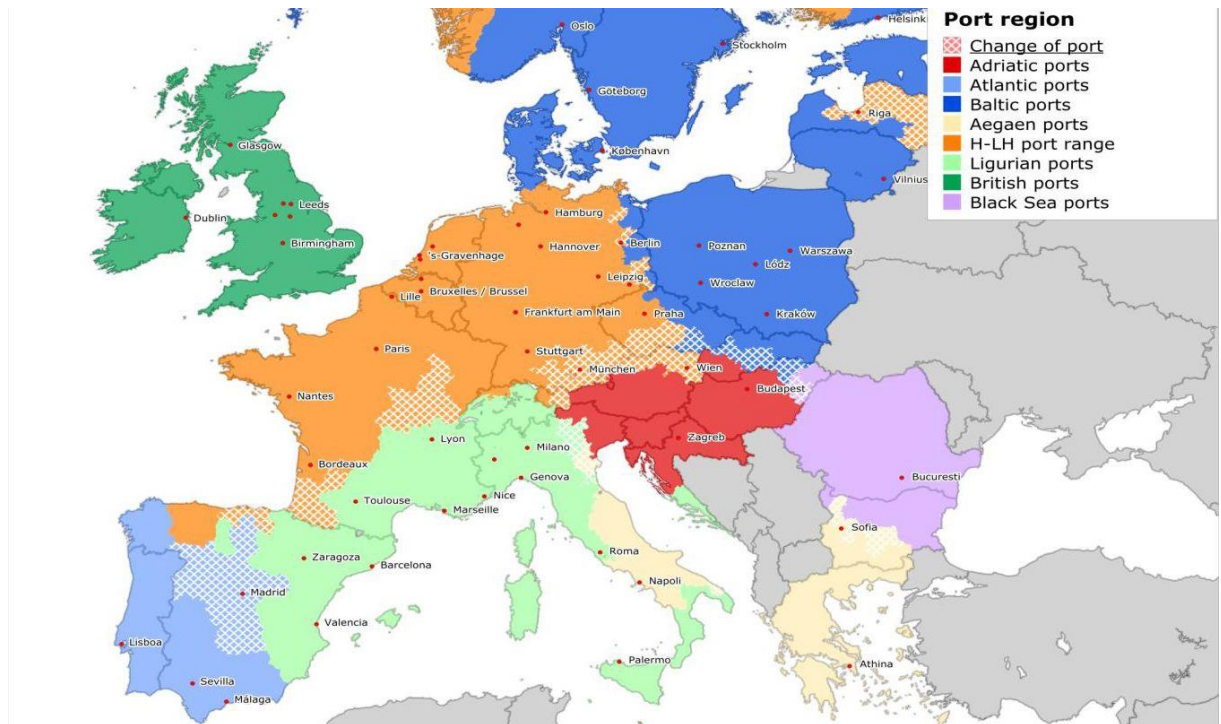 Port region
Change of port
Adriatic ports
Atlantic ports
Baltic ports
Aegaen ports
H-LH port range
Ligurian ports
British ports
Black Sea ports
Oslo
Helsink
Stockholm
Göteborg
Riga
Glasgow
København
Vilnius
Leeds
Dublin
Hamburg
Birmingham
Hannover
Berlin
Poznan
Warszawa
's-Gravenhage
Lódz
Leipzig
Wroclaw
Bruxelles / Brussel
Lille
Frankfurt am Main
Praha
Kraków
Paris
Stuttgart
München
Wien
Budapest
Nantes
Lyon
Milano
Zagreb
Bordeaux
Genova
Bucuresti
Toulouse
Nice
Marseille
Sofia
Zaragoza
Barcelona
Roma
Napoli
Madrid
Valencia
Lisboa
Palermo
Athina
Sevilla
Málaga